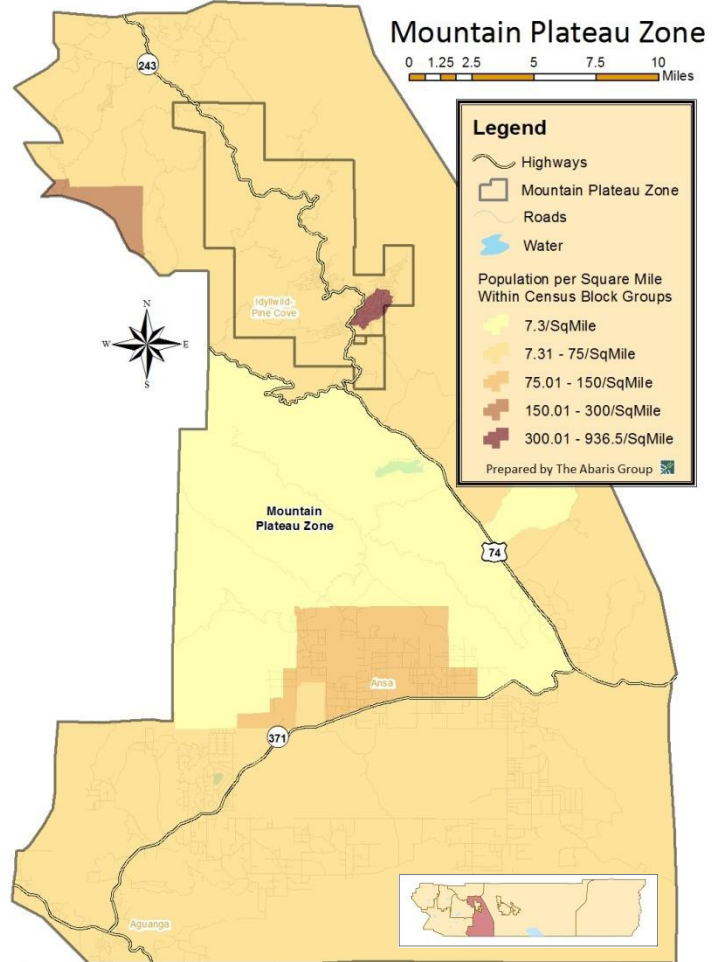 Mountain Plateau Zone
0 1.25 2.5 5 7.5 10
Miles
243
Legend
Highways
Mountain Plateau Zone
Roads
Water
Population per Square Mile
Within Census Block Groups
7.3/SqMile
7.31 - 75/SqMile
75.01 - 150/SqMile
150.01 - 300/SqMile
300.01 - 936.5/SqMile
Prepared by The Abaris Group
Idyllwild-
Pine Cove
N
W E
S
Mountain
Plateau Zone
74
Ansa
371
Aguanga